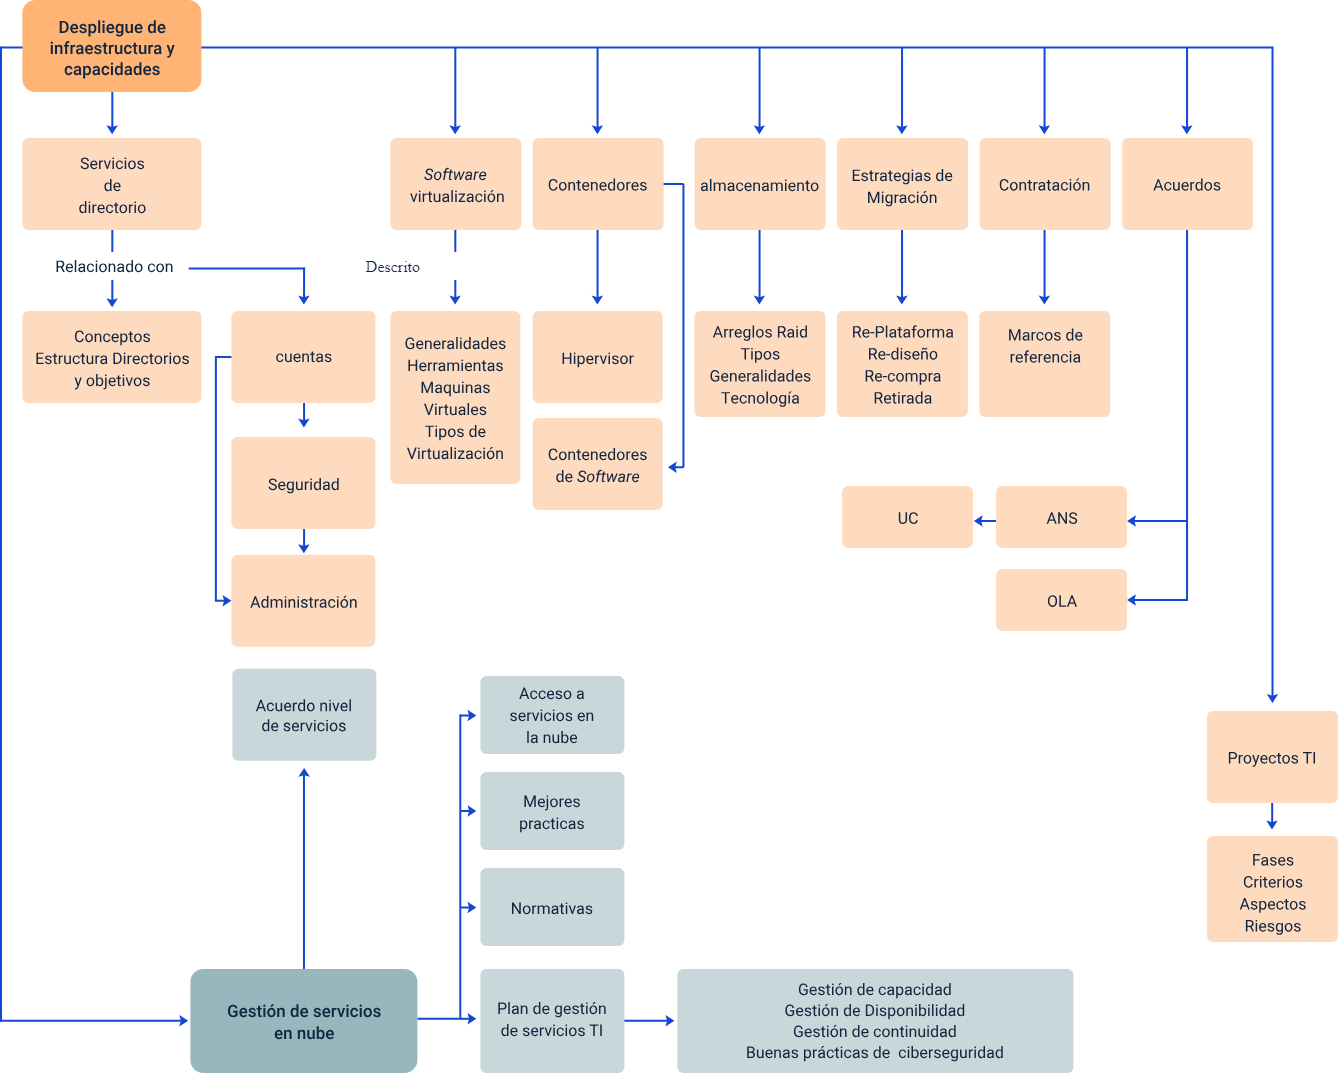 Despliegue de
infraestructura y
capacidades
Servicios
de
directorio
Software
virtualización
Contenedores
almacenamiento
Estrategias de
Migración
Contratación
Acuerdos
Relacionado con
Descrito
Conceptos
Estructura Directorios
y objetivos
cuentas
Generalidades
Herramientas
Maquinas
Virtuales
Tipos de
Virtualización
Hipervisor
Arreglos Raid
Tipos
Generalidades
Tecnología
Re-Plataforma
Re-diseño
Re-compra
Retirada
Marcos de
referencia
Seguridad
Contenedores
de Software
UC
ANS
OLA
Administración
Acuerdo nivel
de servicios
Acceso a
servicios en
la nube
Mejores
practicas
Normativas
Proyectos TI
Fases
Criterios
Aspectos
Riesgos
Gestión de servicios
en nube
Plan de gestión
de servicios TI
Gestión de capacidad
Gestión de Disponibilidad
Gestión de continuidad
Buenas prácticas de ciberseguridad